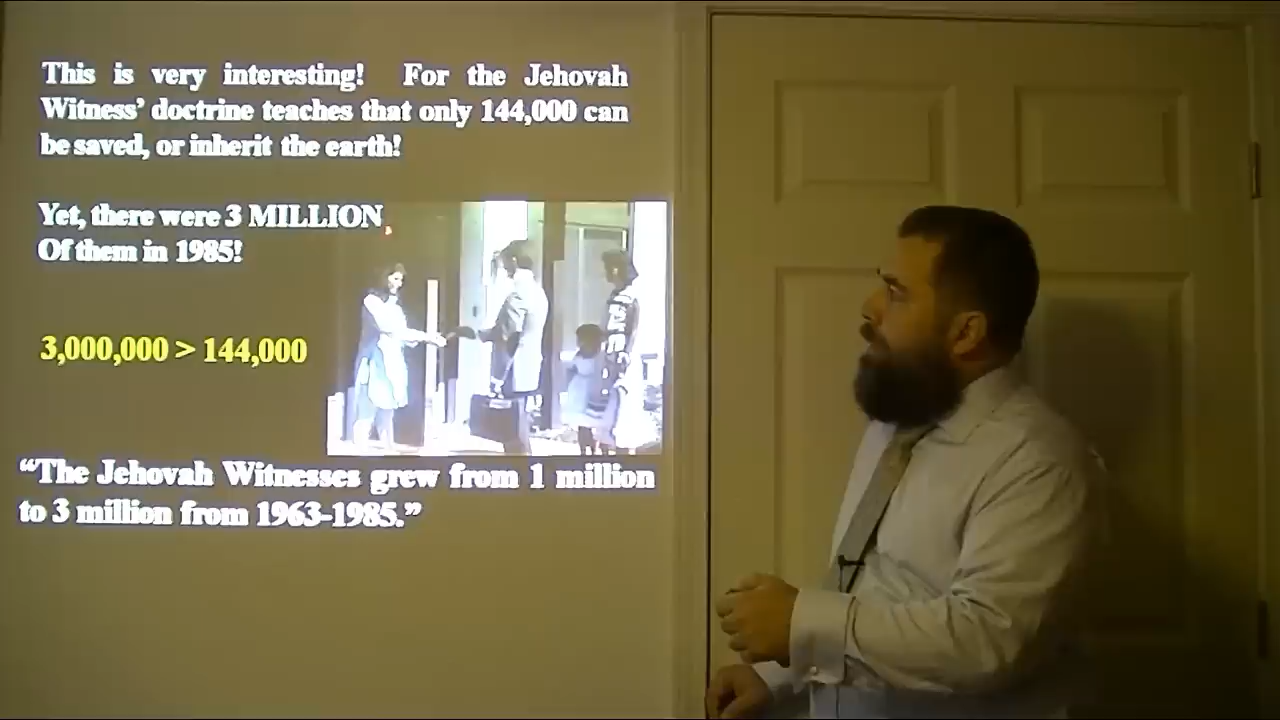 This is very interesting! For the Jehovah
Witness’ doctrine teaches that only 144,000 can
be saved, or inherit the earth!
Yet, there were 3 MILLION
Of them in 1985!
3,000,000 > 144,000
“The Jehovah Witnesses grew from 1 million
to 3 million from 1963-1985.”